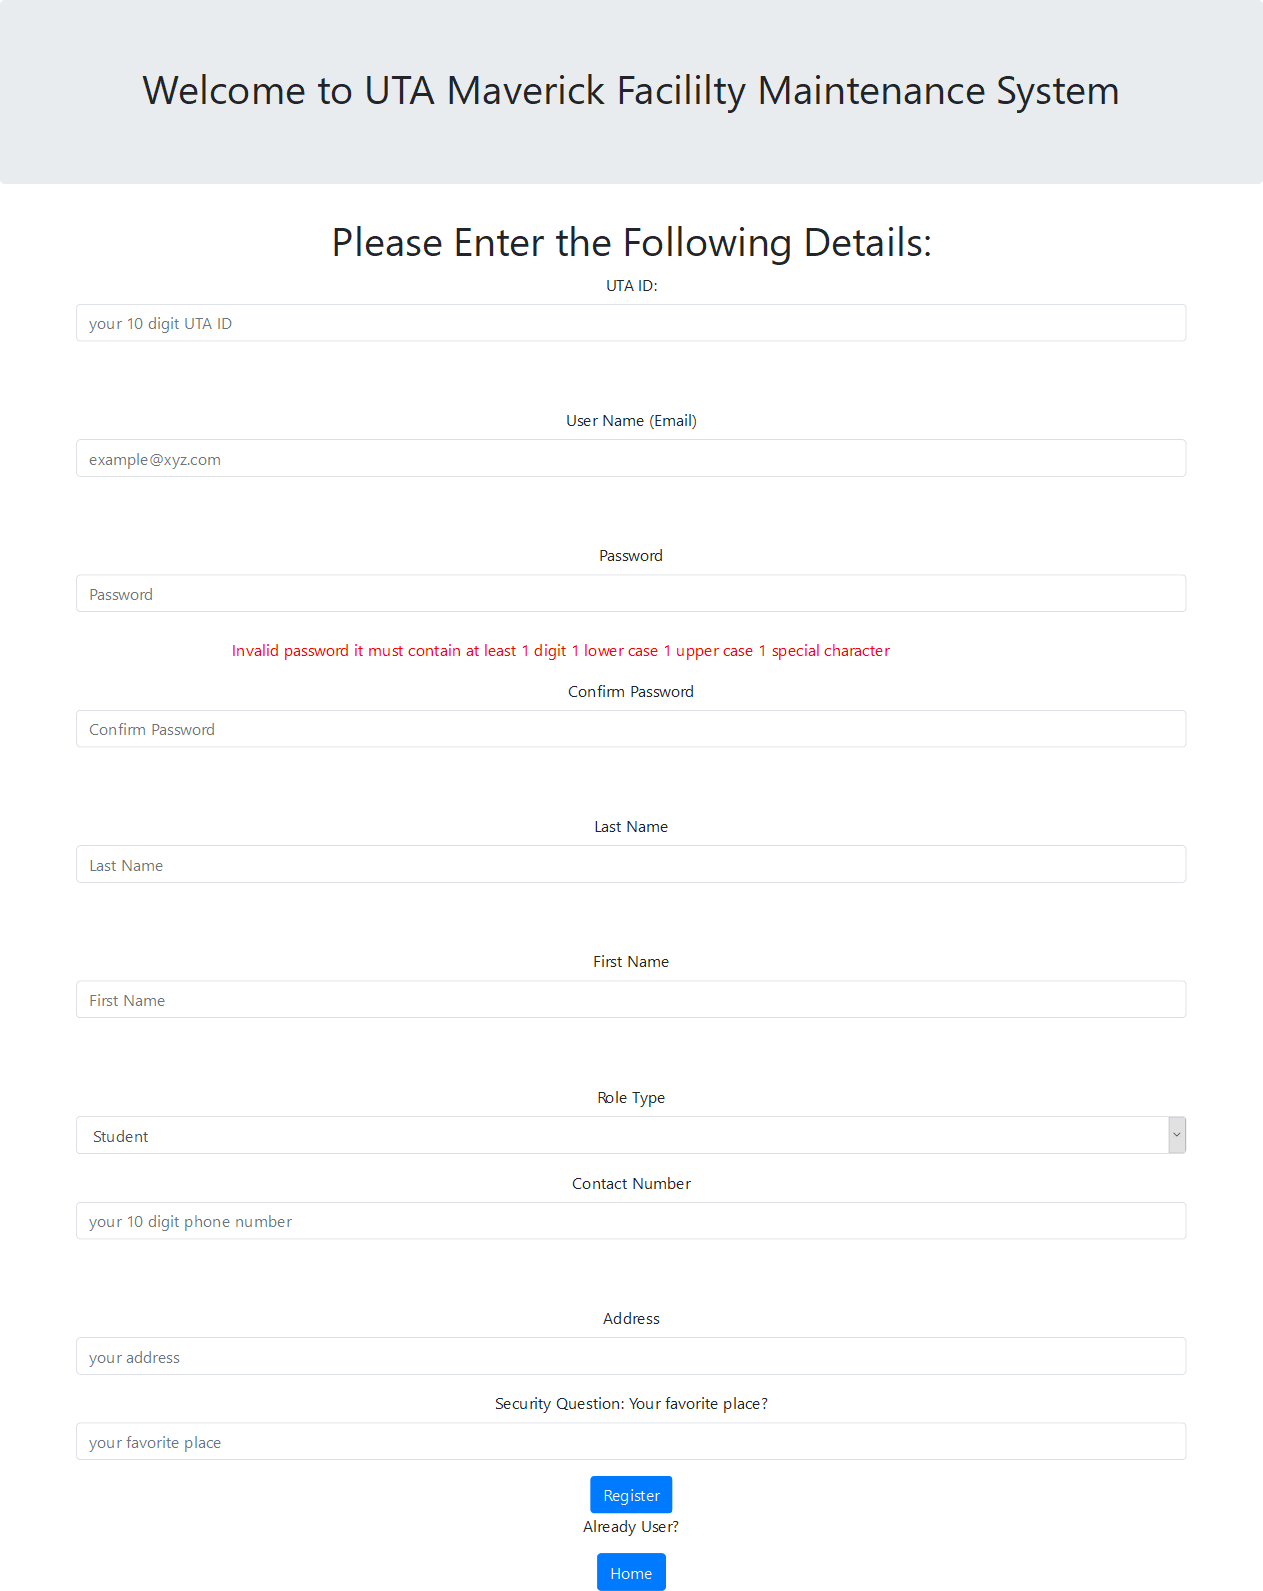 Welcome to UTA Maverick Facililty Maintenance System
Please Enter the Following Details:
UTA ID:
your 10 digit UTA ID
User Name (Email)
example@xyz.com
Password
Password
Invalid password it must contain at least 1 digit 1 lower case 1 upper case 1 special character
Confirm Password
Confirm Password
Last Name
Last Name
First Name
First Name
Role Type
Student
Contact Number
your 10 digit phone number
Address
your address
Security Question: Your favorite place?
your favorite place
Register
Already User?
Home